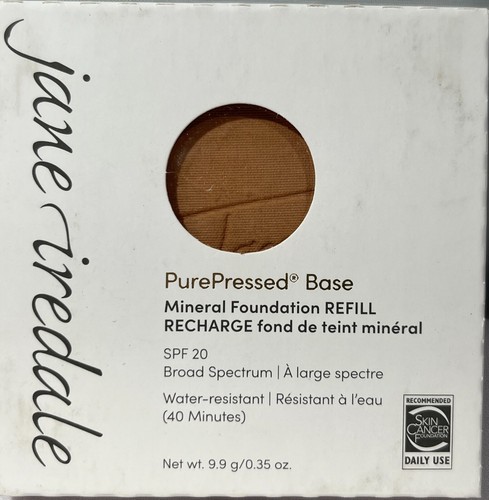 jane iredale
PurePressed® Base
Mineral Foundation REFILL
RECHARGE fond de teint minéral
SPF 20
Broad Spectrum | À large spectre
Water-resistant | Résistant à l'eau
(40 Minutes)
Net wt. 9.9 g/0.35 oz.
RECOMMENDED
SKIN
CANCER
FOUNDATION
DAILY USE